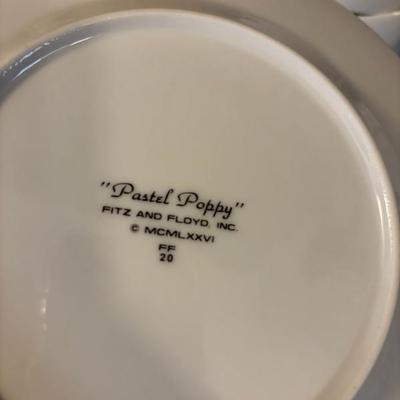 "Pastel Poppy"
FITZ AND FLOYD, INC.
© MCMLXXVI
FF
20